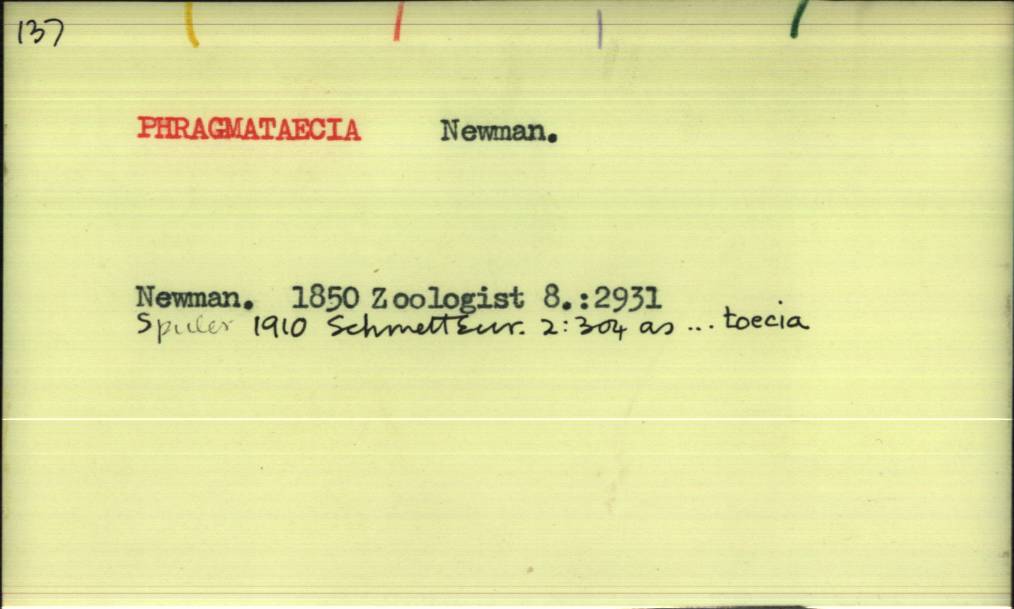 137
PHRAGMATAECIA Newman.
Newman. 1850 Zoologist 8.:2931
Spuler 1910 Schmett Eur. 2:304 as ... toecia